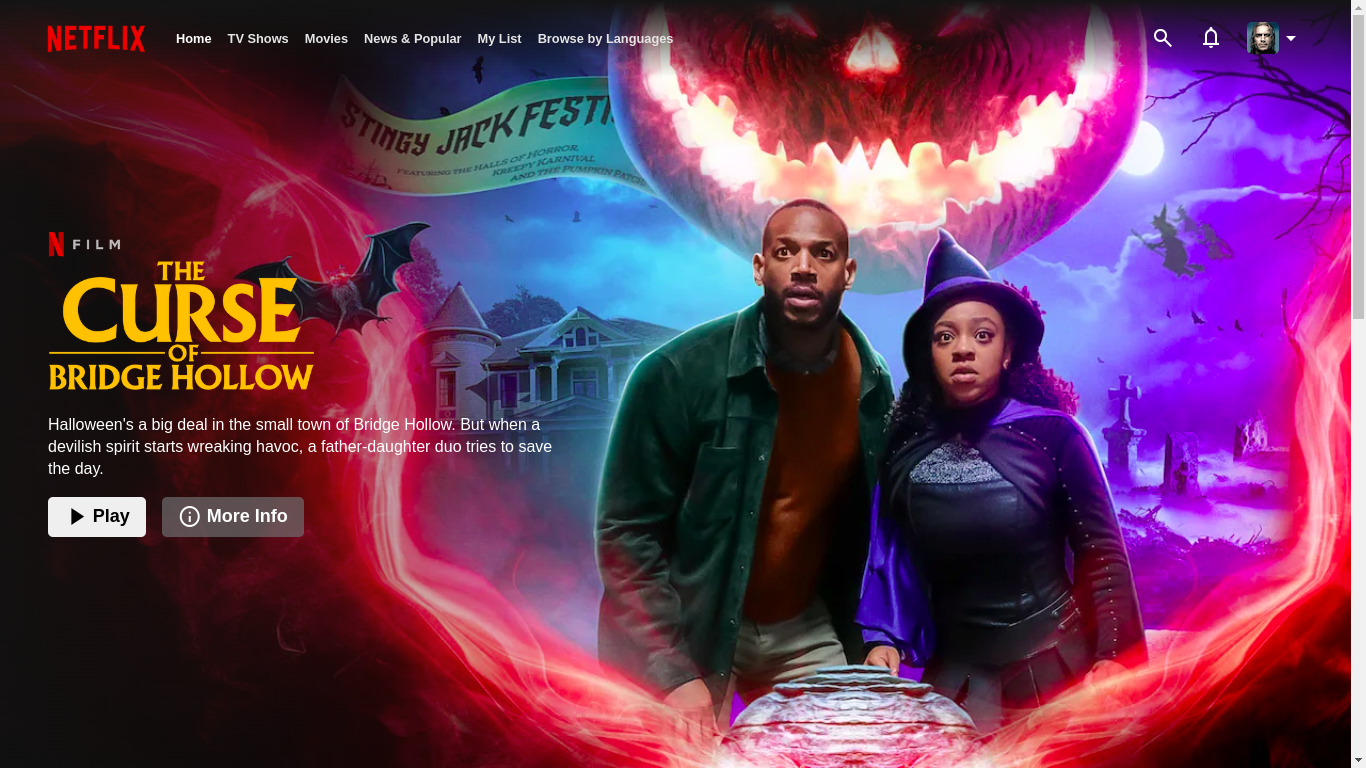 NETFLIX
Home
TV Shows
Movies
News & Popular
My List
Browse by Languages
STINGY JACK FESTI
FEATURING THE HALLS OF HORROR,
KREEPY KARNIVAL
AND THE PUMPKIN PATCH
N FILM
THE
CURSE
OF
BRIDGE HOLLOW
Halloween's a big deal in the small town of Bridge Hollow. But when a
devilish spirit starts wreaking havoc, a father-daughter duo tries to save
the day.
Play
More Info